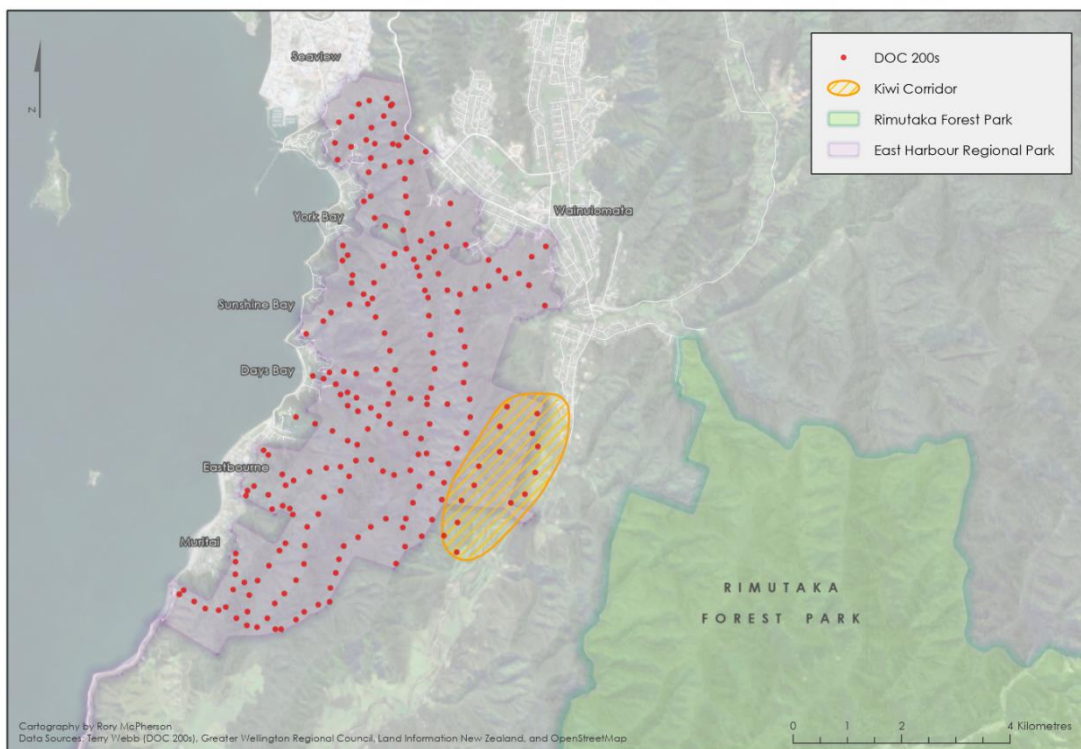 Seaview
DOC 200s
Kiwi Corridor
Rimutaka Forest Park
East Harbour Regional Park
N
York Bay
Wainuiomata
Sunshine Bay
Days Bay
Eastbourne
Muritai
RIMUTAKA
FOREST PARK
Cartography by Rory McPherson
Data Sources: Terry Webb (DOC 200s), Greater Wellington Regional Council, Land Information New Zealand, and OpenStreetMap
0 1 2 4 Kilometres